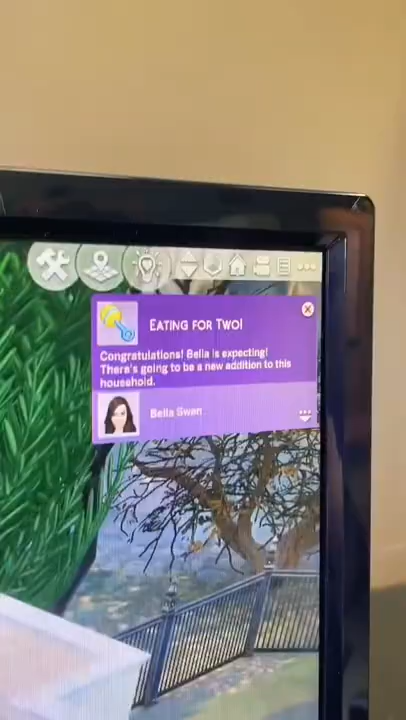 EATING FOR TWO!
Congratulations! Bella is expecting!
There's going to be a new addition to this
household.
Bella Swan